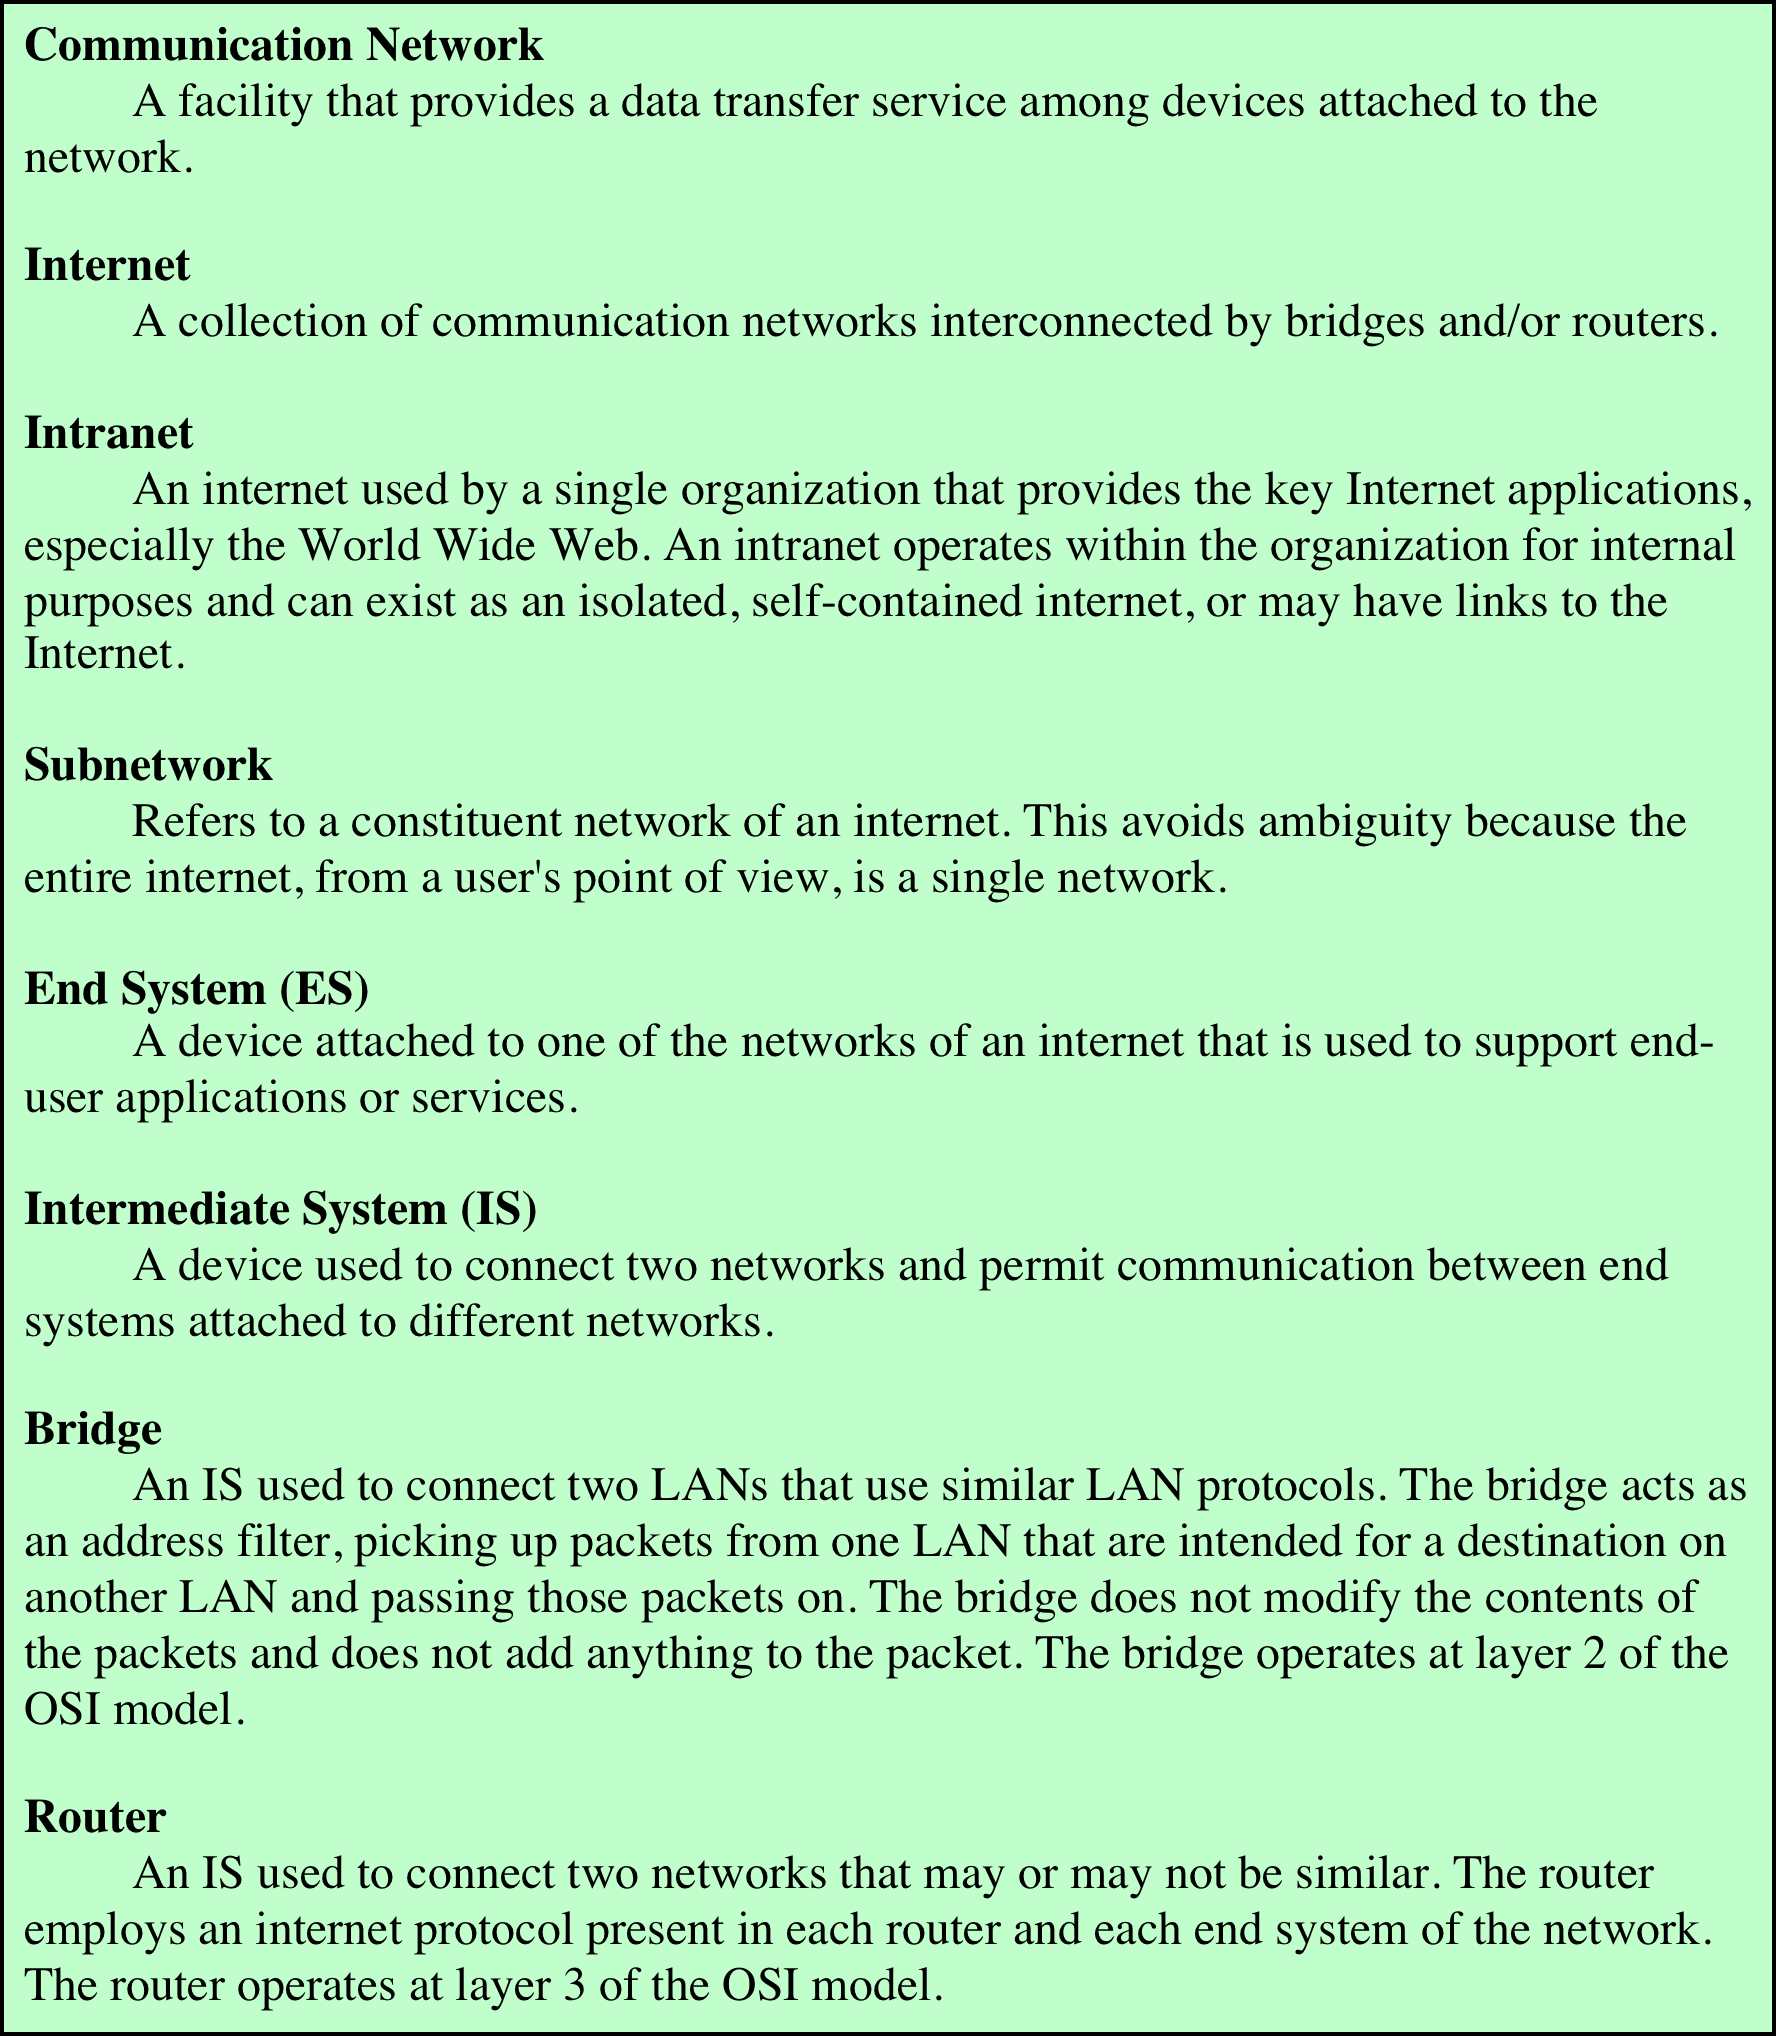 Communication Network
A facility that provides a data transfer service among devices attached to the
network.
Internet
A collection of communication networks interconnected by bridges and/or routers.
Intranet
An internet used by a single organization that provides the key Internet applications,
especially the World Wide Web. An intranet operates within the organization for internal
purposes and can exist as an isolated, self-contained internet, or may have links to the
Internet.
Subnetwork
Refers to a constituent network of an internet. This avoids ambiguity because the
entire internet, from a user's point of view, is a single network.
End System (ES)
A device attached to one of the networks of an internet that is used to support end-
user applications or services.
Intermediate System (IS)
A device used to connect two networks and permit communication between end
systems attached to different networks.
Bridge
An IS used to connect two LANs that use similar LAN protocols. The bridge acts as
an address filter, picking up packets from one LAN that are intended for a destination on
another LAN and passing those packets on. The bridge does not modify the contents of
the packets and does not add anything to the packet. The bridge operates at layer 2 of the
OSI model.
Router
An IS used to connect two networks that may or may not be similar. The router
employs an internet protocol present in each router and each end system of the network.
The router operates at layer 3 of the OSI model.